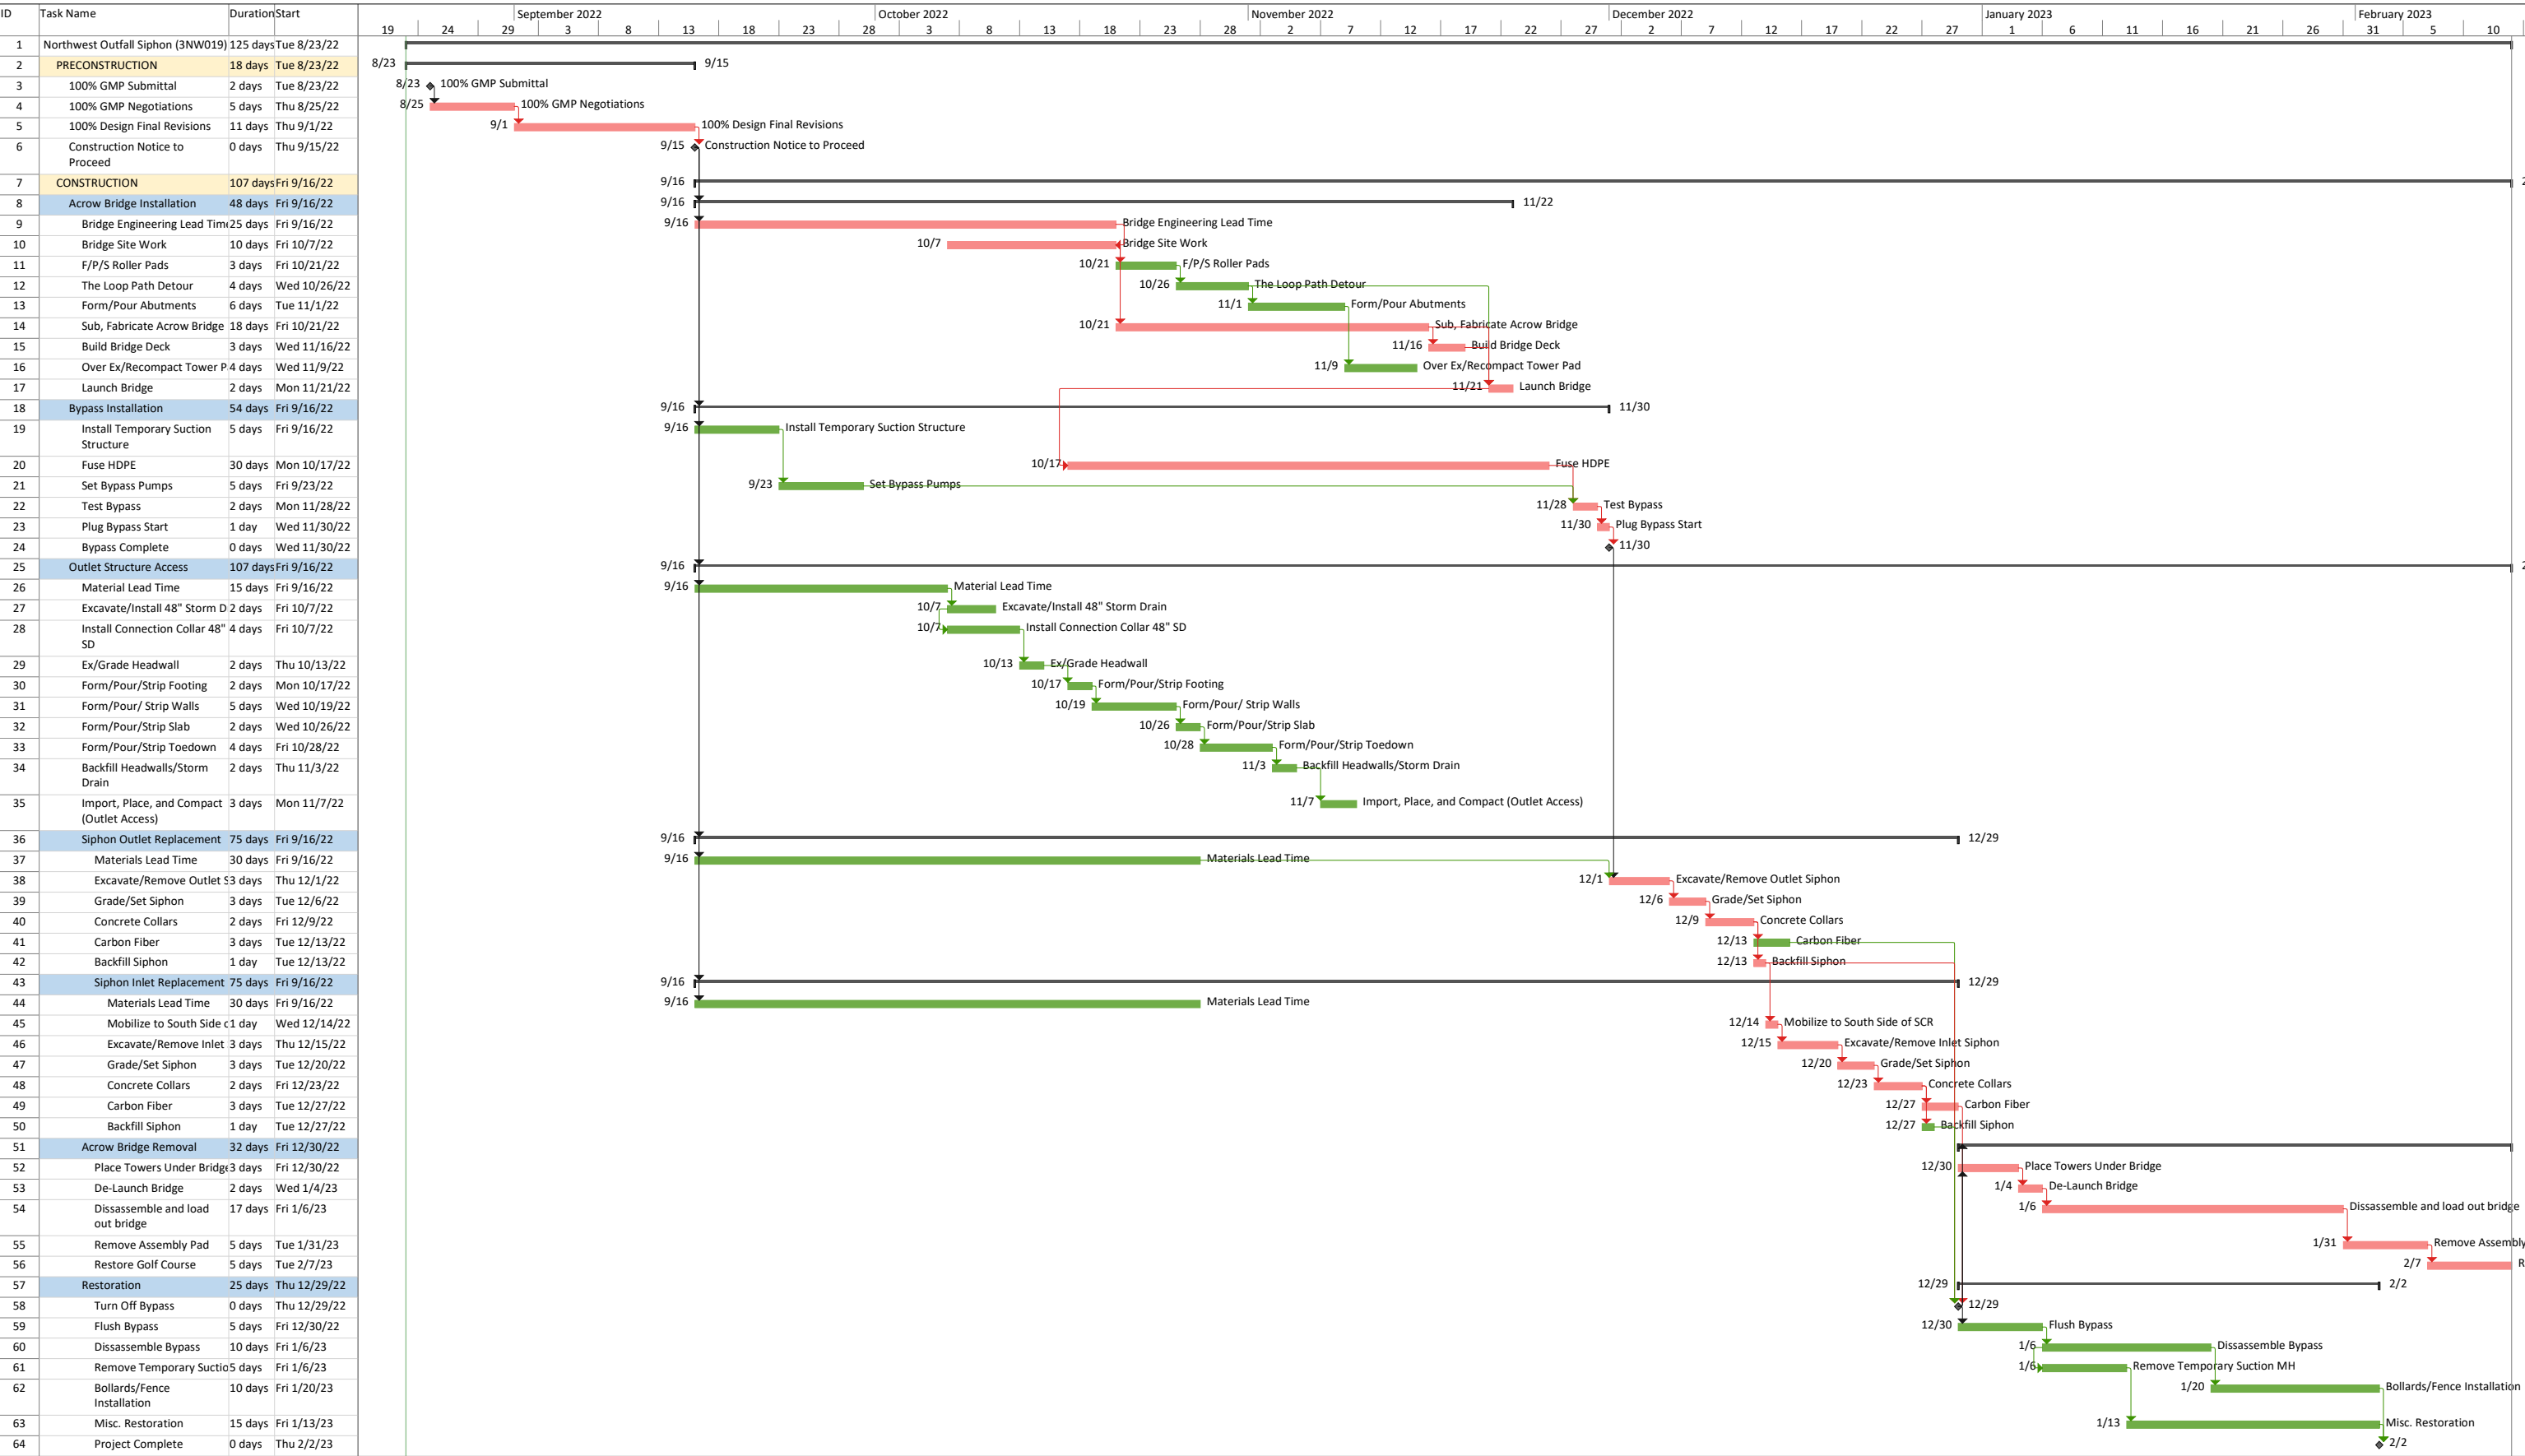 ID Task Name Duration Start September 2022 October 2022 November 2022 December 2022 January 2023 February 2023
19 24 29 3 8 13 18 23 28 3 8 13 18 23 28 2 7 12 17 22 27 2 7 12 17 22 27 1 6 11 16 21 26 31 5 10
1 Northwest Outfall Siphon (3NW019) 125 days Tue 8/23/22
2 PRECONSTRUCTION 18 days Tue 8/23/22 8/23 9/15
3 100% GMP Submittal 2 days Tue 8/23/22 8/23 100% GMP Submittal
4 100% GMP Negotiations 5 days Thu 8/25/22 8/25 100% GMP Negotiations
5 100% Design Final Revisions 11 days Thu 9/1/22 9/1 100% Design Final Revisions
6 Construction Notice to 0 days Thu 9/15/22 9/15 Construction Notice to Proceed
Proceed
7 CONSTRUCTION 107 days Fri 9/16/22 9/16 2
8 Acrow Bridge Installation 48 days Fri 9/16/22 9/16 11/22
9 Bridge Engineering Lead Time 25 days Fri 9/16/22 9/16 Bridge Engineering Lead Time
10 Bridge Site Work 10 days Fri 10/7/22 10/7 Bridge Site Work
11 F/P/S Roller Pads 3 days Fri 10/21/22 10/21 F/P/S Roller Pads
12 The Loop Path Detour 4 days Wed 10/26/22 10/26 The Loop Path Detour
13 Form/Pour Abutments 6 days Tue 11/1/22 11/1 Form/Pour Abutments
14 Sub, Fabricate Acrow Bridge 18 days Fri 10/21/22 10/21 Sub, Fabricate Acrow Bridge
15 Build Bridge Deck 3 days Wed 11/16/22 11/16 Build Bridge Deck
16 Over Ex/Recompact Tower P 4 days Wed 11/9/22 11/9 Over Ex/Recompact Tower Pad
17 Launch Bridge 2 days Mon 11/21/22 11/21 Launch Bridge
18 Bypass Installation 54 days Fri 9/16/22 9/16 11/30
19 Install Temporary Suction 5 days Fri 9/16/22 9/16 Install Temporary Suction Structure
Structure
20 Fuse HDPE 30 days Mon 10/17/22 10/17 Fuse HDPE
21 Set Bypass Pumps 5 days Fri 9/23/22 9/23 Set Bypass Pumps
22 Test Bypass 2 days Mon 11/28/22 11/28 Test Bypass
23 Plug Bypass Start 1 day Wed 11/30/22 11/30 Plug Bypass Start
24 Bypass Complete 0 days Wed 11/30/22 11/30
25 Outlet Structure Access 107 days Fri 9/16/22 9/16 2
26 Material Lead Time 15 days Fri 9/16/22 9/16 Material Lead Time
27 Excavate/Install 48" Storm D 2 days Fri 10/7/22 10/7 Excavate/Install 48" Storm Drain
28 Install Connection Collar 48" 4 days Fri 10/7/22 10/7 Install Connection Collar 48" SD
SD
29 Ex/Grade Headwall 2 days Thu 10/13/22 10/13 Ex/Grade Headwall
30 Form/Pour/Strip Footing 2 days Mon 10/17/22 10/17 Form/Pour/Strip Footing
31 Form/Pour/ Strip Walls 5 days Wed 10/19/22 10/19 Form/Pour/ Strip Walls
32 Form/Pour/Strip Slab 2 days Wed 10/26/22 10/26 Form/Pour/Strip Slab
33 Form/Pour/Strip Toedown 4 days Fri 10/28/22 10/28 Form/Pour/Strip Toedown
34 Backfill Headwalls/Storm 2 days Thu 11/3/22 11/3 Backfill Headwalls/Storm Drain
Drain
35 Import, Place, and Compact 3 days Mon 11/7/22 11/7 Import, Place, and Compact (Outlet Access)
(Outlet Access)
36 Siphon Outlet Replacement 75 days Fri 9/16/22 9/16 12/29
37 Materials Lead Time 30 days Fri 9/16/22 9/16 Materials Lead Time
38 Excavate/Remove Outlet S 3 days Thu 12/1/22 12/1 Excavate/Remove Outlet Siphon
39 Grade/Set Siphon 3 days Tue 12/6/22 12/6 Grade/Set Siphon
40 Concrete Collars 2 days Fri 12/9/22 12/9 Concrete Collars
41 Carbon Fiber 3 days Tue 12/13/22 12/13 Carbon Fiber
42 Backfill Siphon 1 day Tue 12/13/22 12/13 Backfill Siphon
43 Siphon Inlet Replacement 75 days Fri 9/16/22 9/16 12/29
44 Materials Lead Time 30 days Fri 9/16/22 9/16 Materials Lead Time
45 Mobilize to South Side o 1 day Wed 12/14/22 12/14 Mobilize to South Side of SCR
46 Excavate/Remove Inlet 3 days Thu 12/15/22 12/15 Excavate/Remove Inlet Siphon
47 Grade/Set Siphon 3 days Tue 12/20/22 12/20 Grade/Set Siphon
48 Concrete Collars 2 days Fri 12/23/22 12/23 Concrete Collars
49 Carbon Fiber 3 days Tue 12/27/22 12/27 Carbon Fiber
50 Backfill Siphon 1 day Tue 12/27/22 12/27 Backfill Siphon
51 Acrow Bridge Removal 32 days Fri 12/30/22
52 Place Towers Under Bridge 3 days Fri 12/30/22 12/30 Place Towers Under Bridge
53 De-Launch Bridge 2 days Wed 1/4/23 1/4 De-Launch Bridge
54 Dissassemble and load 17 days Fri 1/6/23 1/6 Dissassemble and load out bridge
out bridge
55 Remove Assembly Pad 5 days Tue 1/31/23 1/31 Remove Assembly
56 Restore Golf Course 5 days Tue 2/7/23 2/7 R
57 Restoration 25 days Thu 12/29/22 12/29 2/2
58 Turn Off Bypass 0 days Thu 12/29/22 12/29
59 Flush Bypass 5 days Fri 12/30/22 12/30 Flush Bypass
60 Dissassemble Bypass 10 days Fri 1/6/23 1/6 Dissassemble Bypass
61 Remove Temporary Suctio 5 days Fri 1/6/23 1/6 Remove Temporary Suction MH
62 Bollards/Fence 10 days Fri 1/20/23 1/20 Bollards/Fence Installation
Installation
63 Misc. Restoration 15 days Fri 1/13/23 1/13 Misc. Restoration
64 Project Complete 0 days Thu 2/2/23 2/2